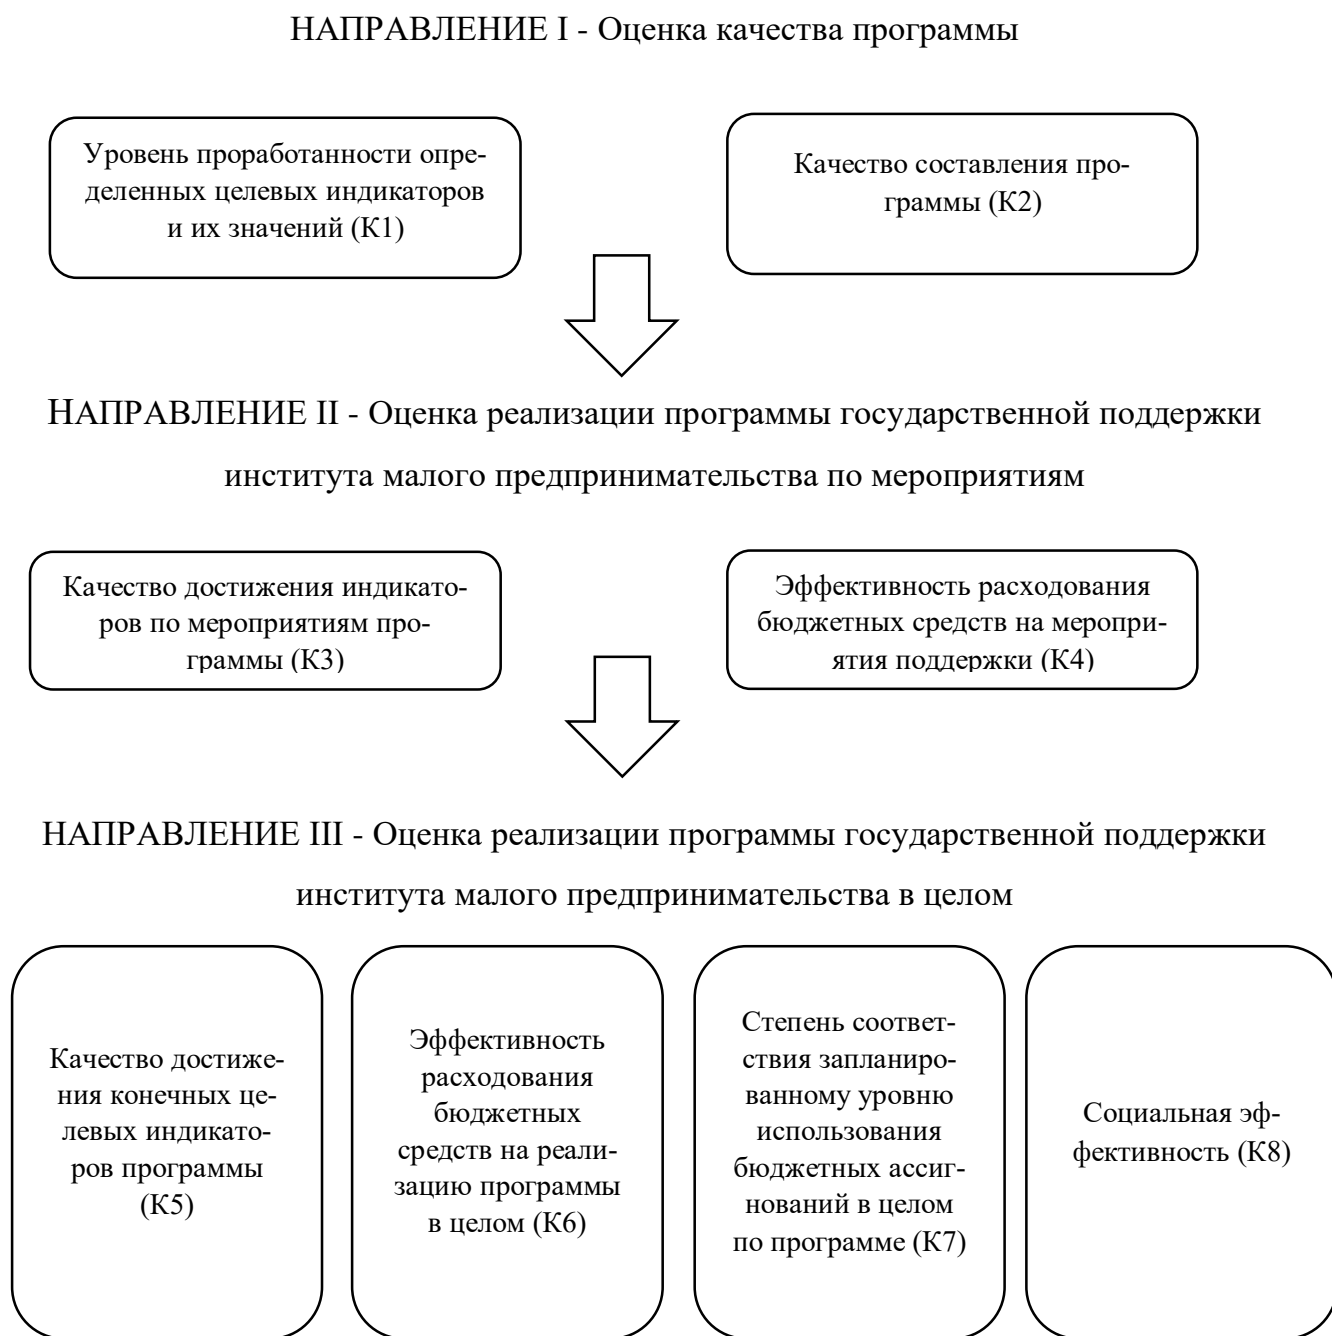 НАПРАВЛЕНИЕ I - Оценка качества программы
Уровень проработанности опре-
деленных целевых индикаторов
и их значений (К1)
Качество составления про-
граммы (К2)
НАПРАВЛЕНИЕ II - Оценка реализации программы государственной поддержки
института малого предпринимательства по мероприятиям
Качество достижения индикато-
ров по мероприятиям про-
граммы (К3)
Эффективность расходования
бюджетных средств на меропри-
ятия поддержки (К4)
НАПРАВЛЕНИЕ III - Оценка реализации программы государственной поддержки
института малого предпринимательства в целом
Качество достиже-
ния конечных це-
левых индикато-
ров программы
(К5)
Эффективность
расходования
бюджетных
средств на реали-
зацию программы
в целом (К6)
Степень соответ-
ствия запланиро-
ванному уровню
использования
бюджетных ассиг-
нований в целом
по программе (К7)
Социальная эф-
фективность (К8)